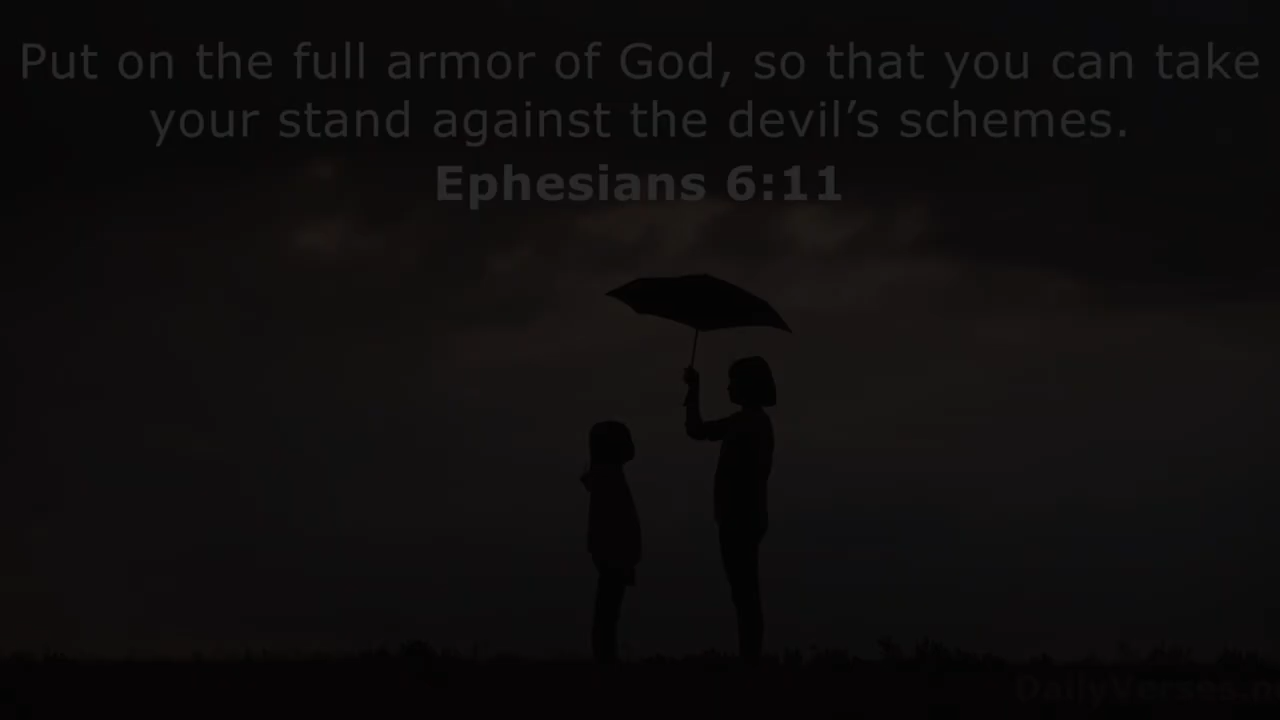 Put on the full armor of God, so that you can take
your stand against the devil’s schemes.
Ephesians 6:11
DailyVerses.n